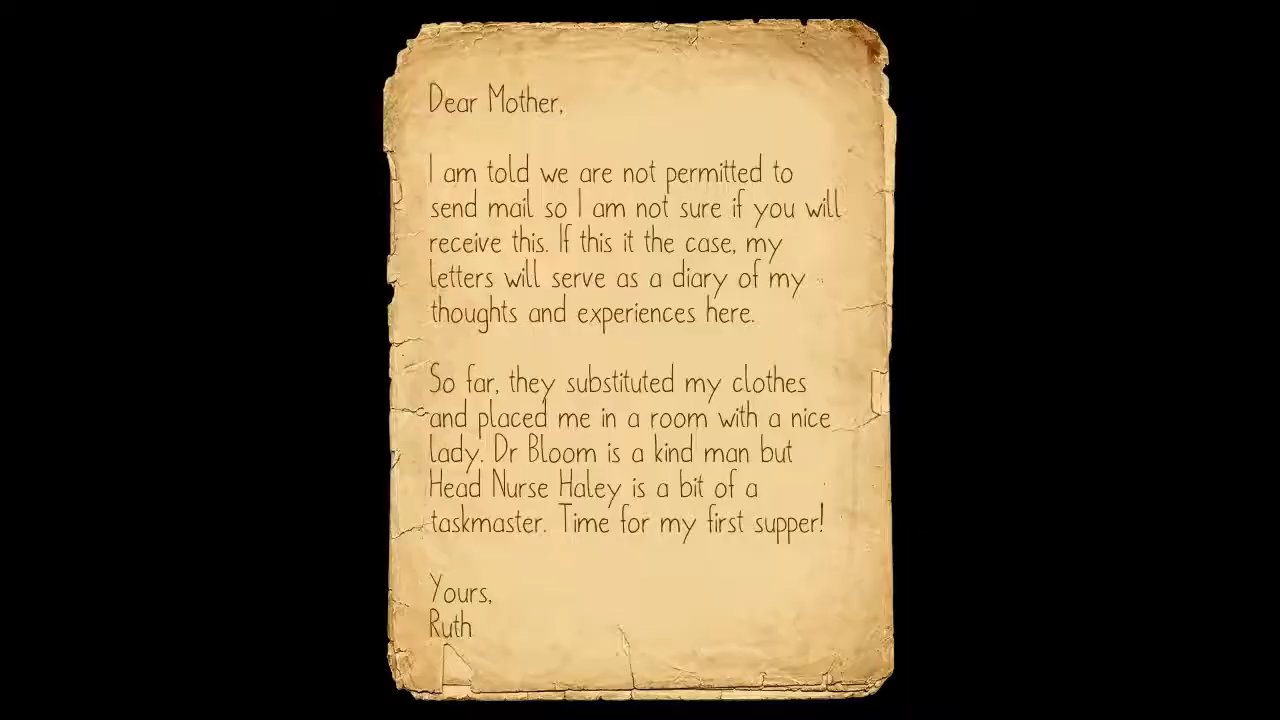 Dear Mother,
I am told we are not permitted to
send mail so I am not sure if you will
receive this. If this it the case, my
letters will serve as a diary of my
thoughts and experiences here.
So far, they substituted my clothes
and placed me in a room with a nice
lady. Dr Bloom is a kind man but
Head Nurse Haley is a bit of a
taskmaster. Time for my first supper!
Yours,
Ruth